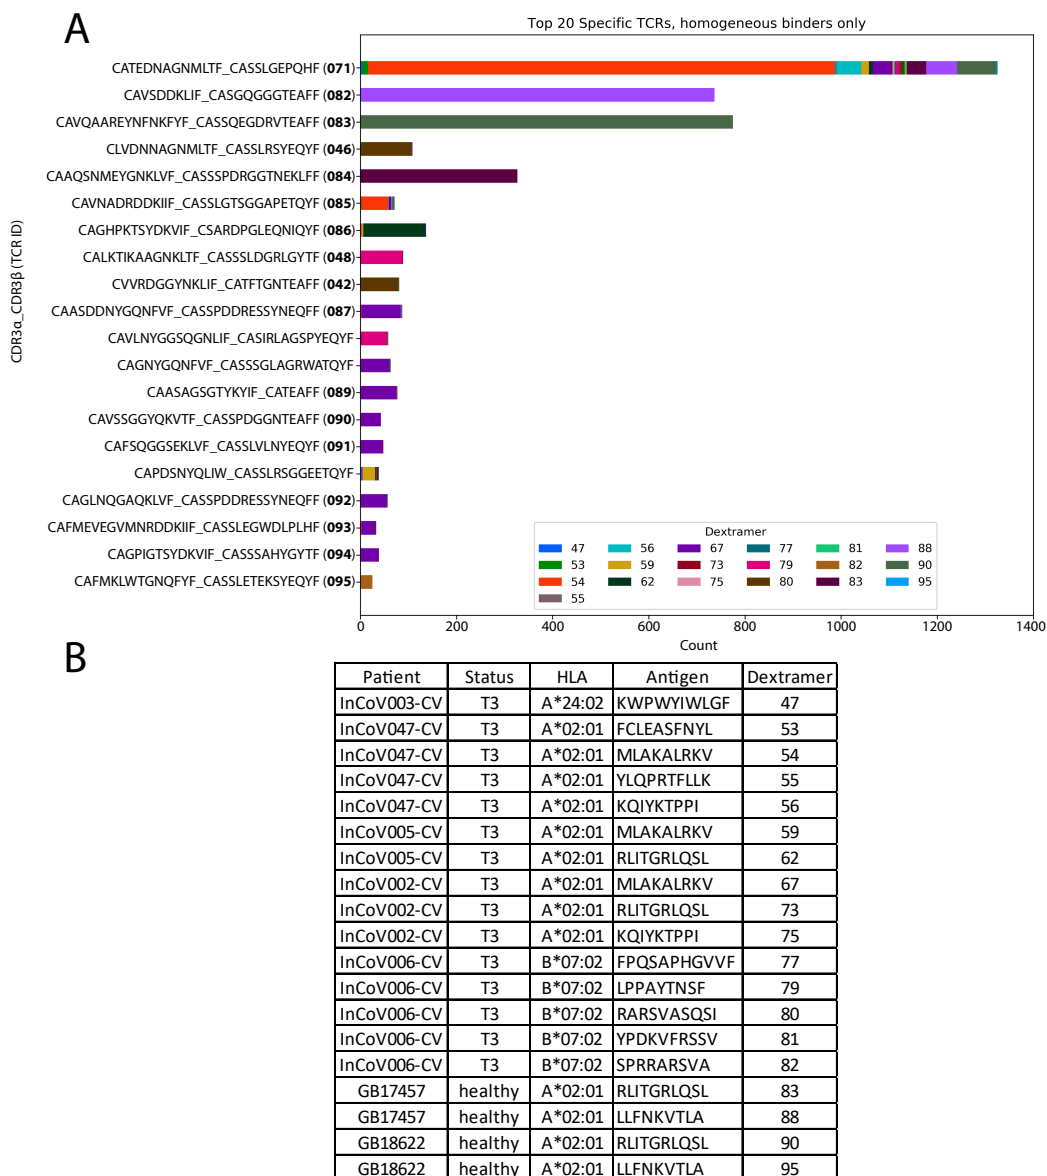 A
Top 20 Specific TCRs, homogeneous binders only
CDR3α_CDR3β (TCR ID)
CATEDNAGNMLTF_CASSLGEPQHF (071)
CAVSDDKLIF_CASGQGGGTEAFF (082)
CAVQAAREYNFNKFYF_CASSQEGDRVTEAFF (083)
CLVDNNAGNMLTF_CASSLRSYEQYF (046)
CAAQSNMEYGNKLVF_CASSSPDRGGTNEKLFF (084)
CAVNADRDDKIIF_CASSLGTSGGAPETQYF (085)
CAGHPKTSYDKVIF_CSARDPGLEQNIQYF (086)
CALKTIKAAGNKLTF_CASSSLDGRLGYTF (048)
CVVRDGGYNKLIF_CATFTGNTEAFF (042)
CAASDDNYGQNFVF_CASSPDDRESSYNEQFF (087)
CAVLNYGGSQGNLIF_CASIRLAGSPYEQYF
CAGNYGQNFVF_CASSSGLAGRWATQYF
CAASAGSGTYKYIF_CATEAFF (089)
CAVSSGGYQKVTF_CASSPDGGNTEAFF (090)
CAFSQGGSEKLVF_CASSLVLNYEQYF (091)
CAPDSNYQLIW_CASSLRSGGEETQYF
CAGLNQGAQKLVF_CASSPDDRESSYNEQFF (092)
CAFMEVEGVMNRDDKIIF_CASSLEGWDLPLHF (093)
CAGPIGTSYDKVIF_CASSSAHYGYTF (094)
CAFMKLWTGNQFYF_CASSLETEKSYEQYF (095)
Dextramer
47 56 67 77 81 88
53 59 73 79 82 90
54 62 75 80 83 95
55
0 200 400 600 800 1000 1200 1400
Count
B
Patient Status HLA Antigen Dextramer
InCoV003-CV T3 A*24:02 KWPWYIWLGF 47
InCoV047-CV T3 A*02:01 FCLEASFNYL 53
InCoV047-CV T3 A*02:01 MLAKALRKV 54
InCoV047-CV T3 A*02:01 YLQPRTFLLK 55
InCoV047-CV T3 A*02:01 KQIYKTPPI 56
InCoV005-CV T3 A*02:01 MLAKALRKV 59
InCoV005-CV T3 A*02:01 RLITGRLQSL 62
InCoV002-CV T3 A*02:01 MLAKALRKV 67
InCoV002-CV T3 A*02:01 RLITGRLQSL 73
InCoV002-CV T3 A*02:01 KQIYKTPPI 75
InCoV006-CV T3 B*07:02 FPQSAPHGVVF 77
InCoV006-CV T3 B*07:02 LPPAYTNSF 79
InCoV006-CV T3 B*07:02 RARSVASQSI 80
InCoV006-CV T3 B*07:02 YPDKVFRSSV 81
InCoV006-CV T3 B*07:02 SPRRARSVA 82
GB17457 healthy A*02:01 RLITGRLQSL 83
GB17457 healthy A*02:01 LLFNKVTLA 88
GB18622 healthy A*02:01 RLITGRLQSL 90
GB18622 healthy A*02:01 LLFNKVTLA 95